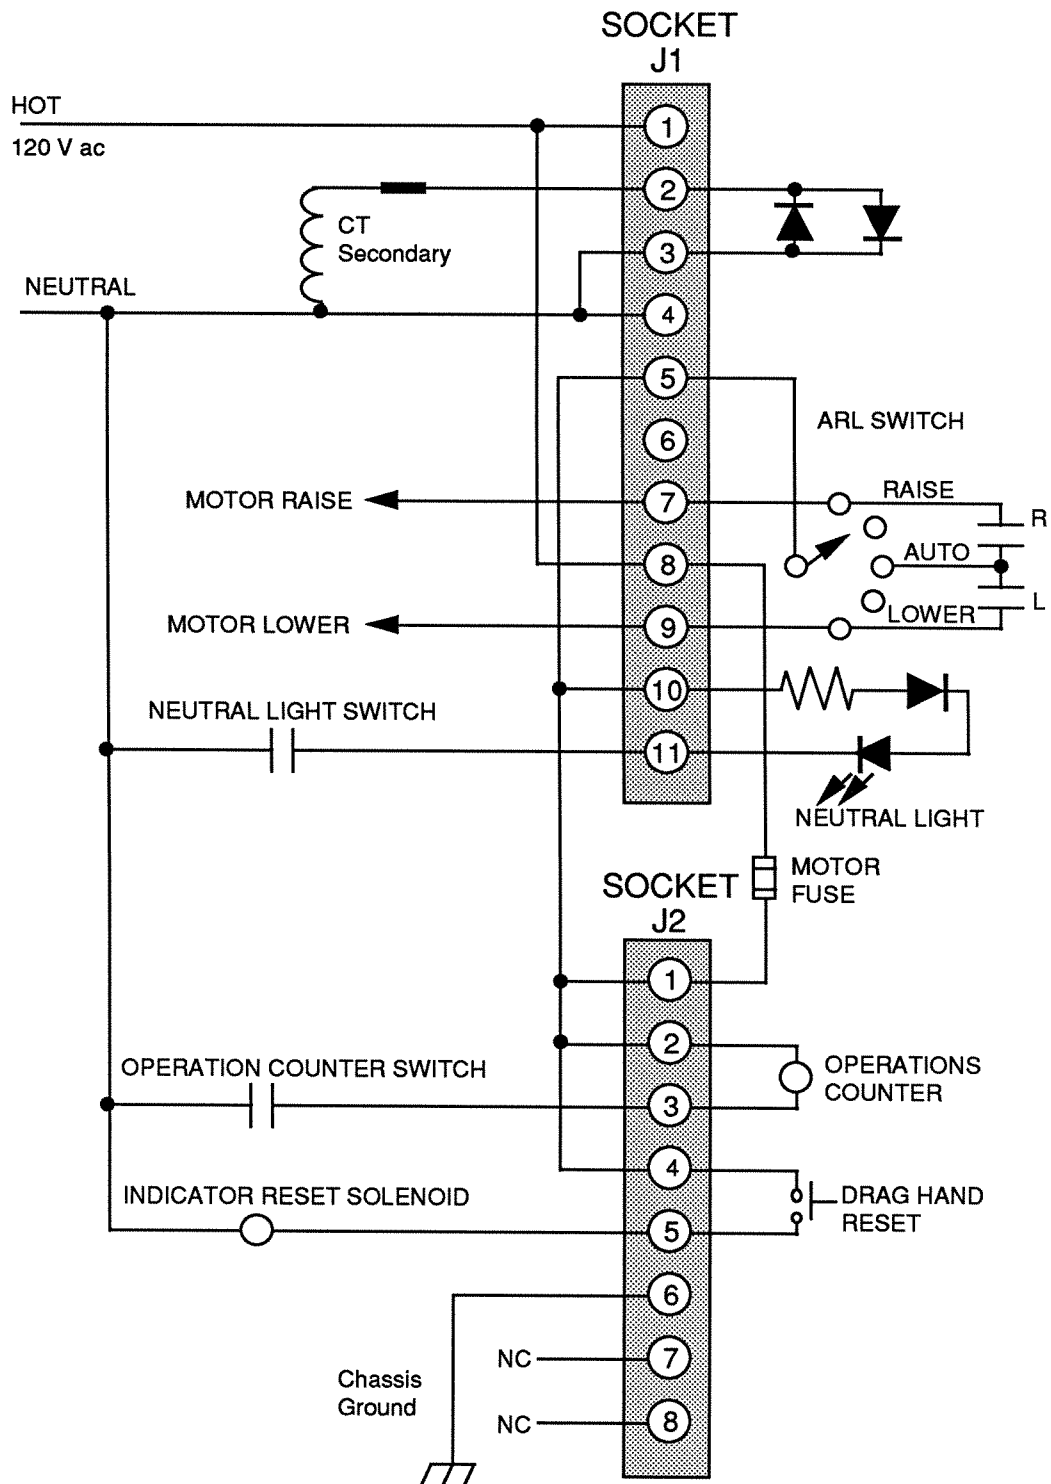 SOCKET
J1
HOT
120 V ac
1
2
CT
Secondary
3
NEUTRAL
4
5
ARL SWITCH
6
MOTOR RAISE
7
RAISE
R
8
AUTO
MOTOR LOWER
9
LOWER
L
10
NEUTRAL LIGHT SWITCH
11
NEUTRAL LIGHT
MOTOR
FUSE
SOCKET
J2
1
2
OPERATION COUNTER SWITCH
OPERATIONS
COUNTER
3
4
INDICATOR RESET SOLENOID
DRAG HAND
RESET
5
6
NC
7
Chassis
Ground
NC
8